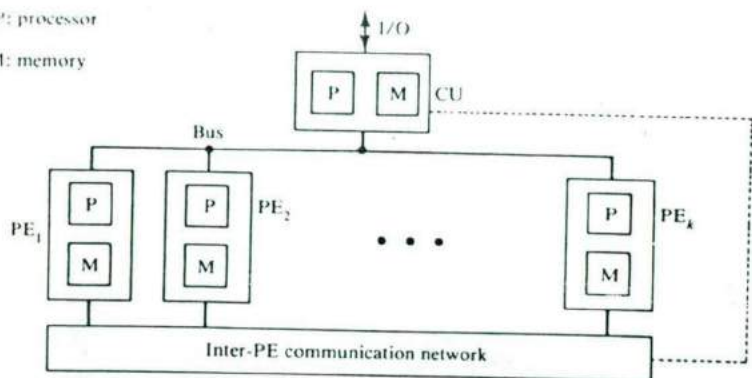 P: processor
I/O
M: memory
P M CU
Bus
P P P
PE1 PE2 PEk
M M M
Inter-PE communication network